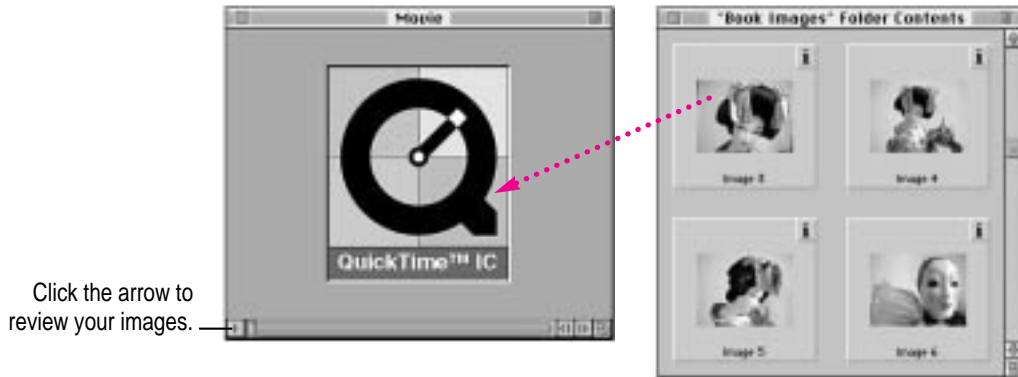 Movie
"Book Images" Folder Contents
QuickTime™ IC
Image 3
Image 4
Image 5
Image 6
Click the arrow to
review your images.